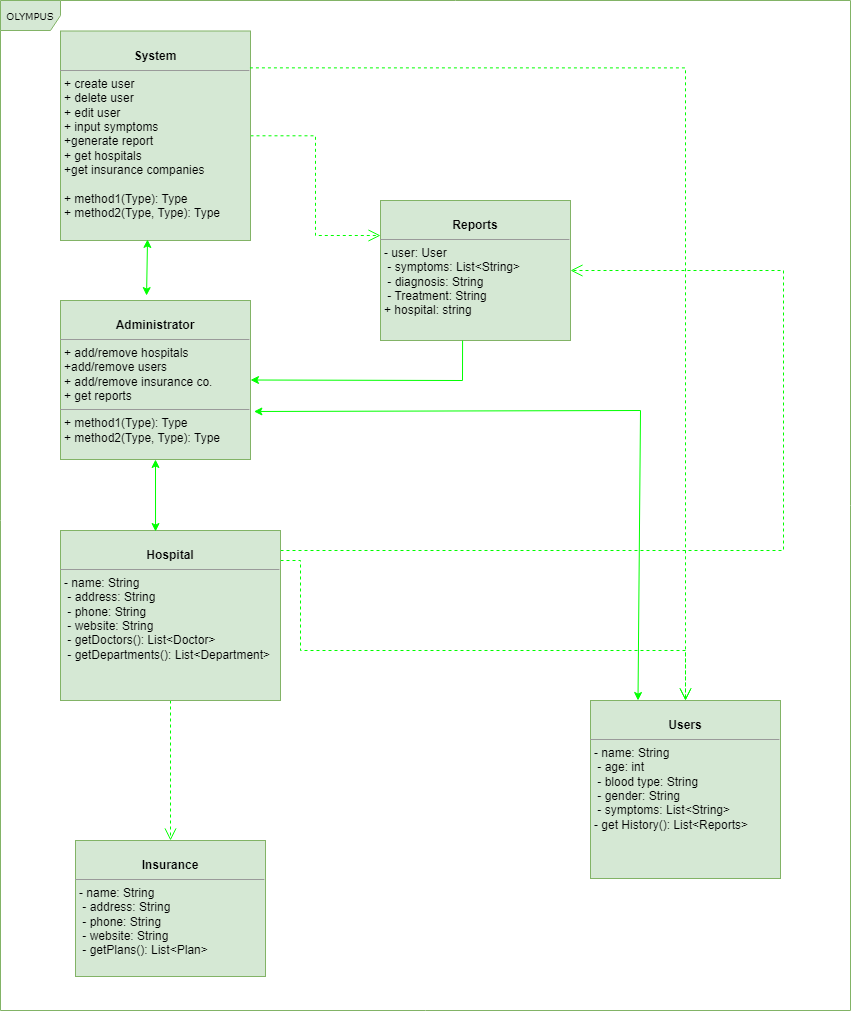 OLYMPUS
System
+ create user
+ delete user
+ edit user
+ input symptoms
+generate report
+ get hospitals
+get insurance companies
+ method1(Type): Type
+ method2(Type, Type): Type
Reports
- user: User
- symptoms: List<String>
- diagnosis: String
- Treatment: String
+ hospital: string
Administrator
+ add/remove hospitals
+add/remove users
+ add/remove insurance co.
+ get reports
+ method1(Type): Type
+ method2(Type, Type): Type
Hospital
- name: String
- address: String
- phone: String
- website: String
- getDoctors(): List<Doctor>
- getDepartments(): List<Department>
Users
- name: String
- age: int
- blood type: String
- gender: String
- symptoms: List<String>
- get History(): List<Reports>
Insurance
- name: String
- address: String
- phone: String
- website: String
- getPlans(): List<Plan>